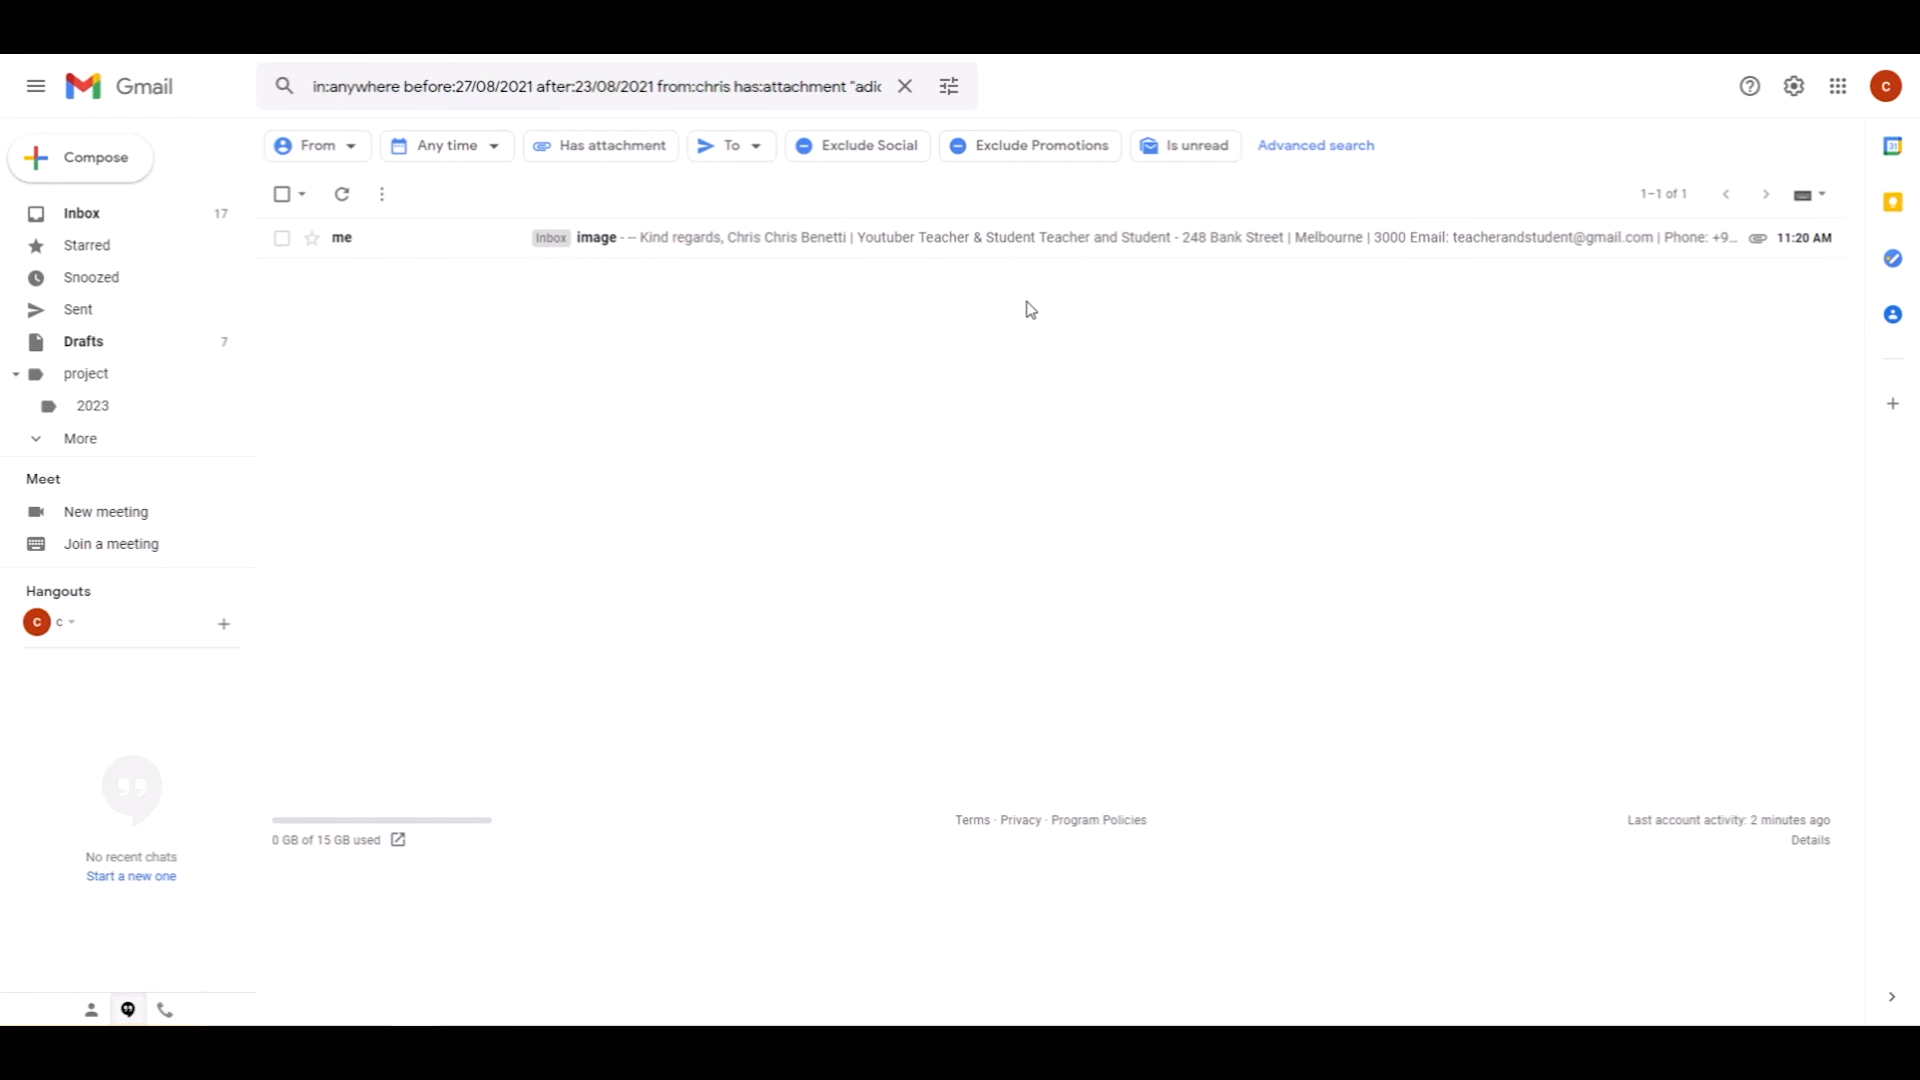 Gmail
in:anywhere before:27/08/2021 after:23/08/2021 from:chris has:attachment "adic
C
Compose
From
Any time
Has attachment
To
Exclude Social
Exclude Promotions
Is unread
Advanced search
1–1 of 1
Inbox 17
Starred
Snoozed
Sent
Drafts 7
project
2023
More
me Inbox image - -- Kind regards, Chris Chris Benetti | Youtuber Teacher & Student Teacher and Student - 248 Bank Street | Melbourne | 3000 Email: teacherandstudent@gmail.com | Phone: +9... 11:20 AM
31
Meet
New meeting
Join a meeting
Hangouts
C c
No recent chats
Start a new one
0 GB of 15 GB used
Terms · Privacy · Program Policies
Last account activity: 2 minutes ago
Details